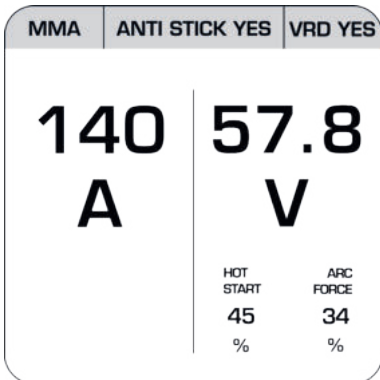 MMA ANTI STICK YES VRD YES
140 57.8
A V
HOT START ARC FORCE
45 34
% %